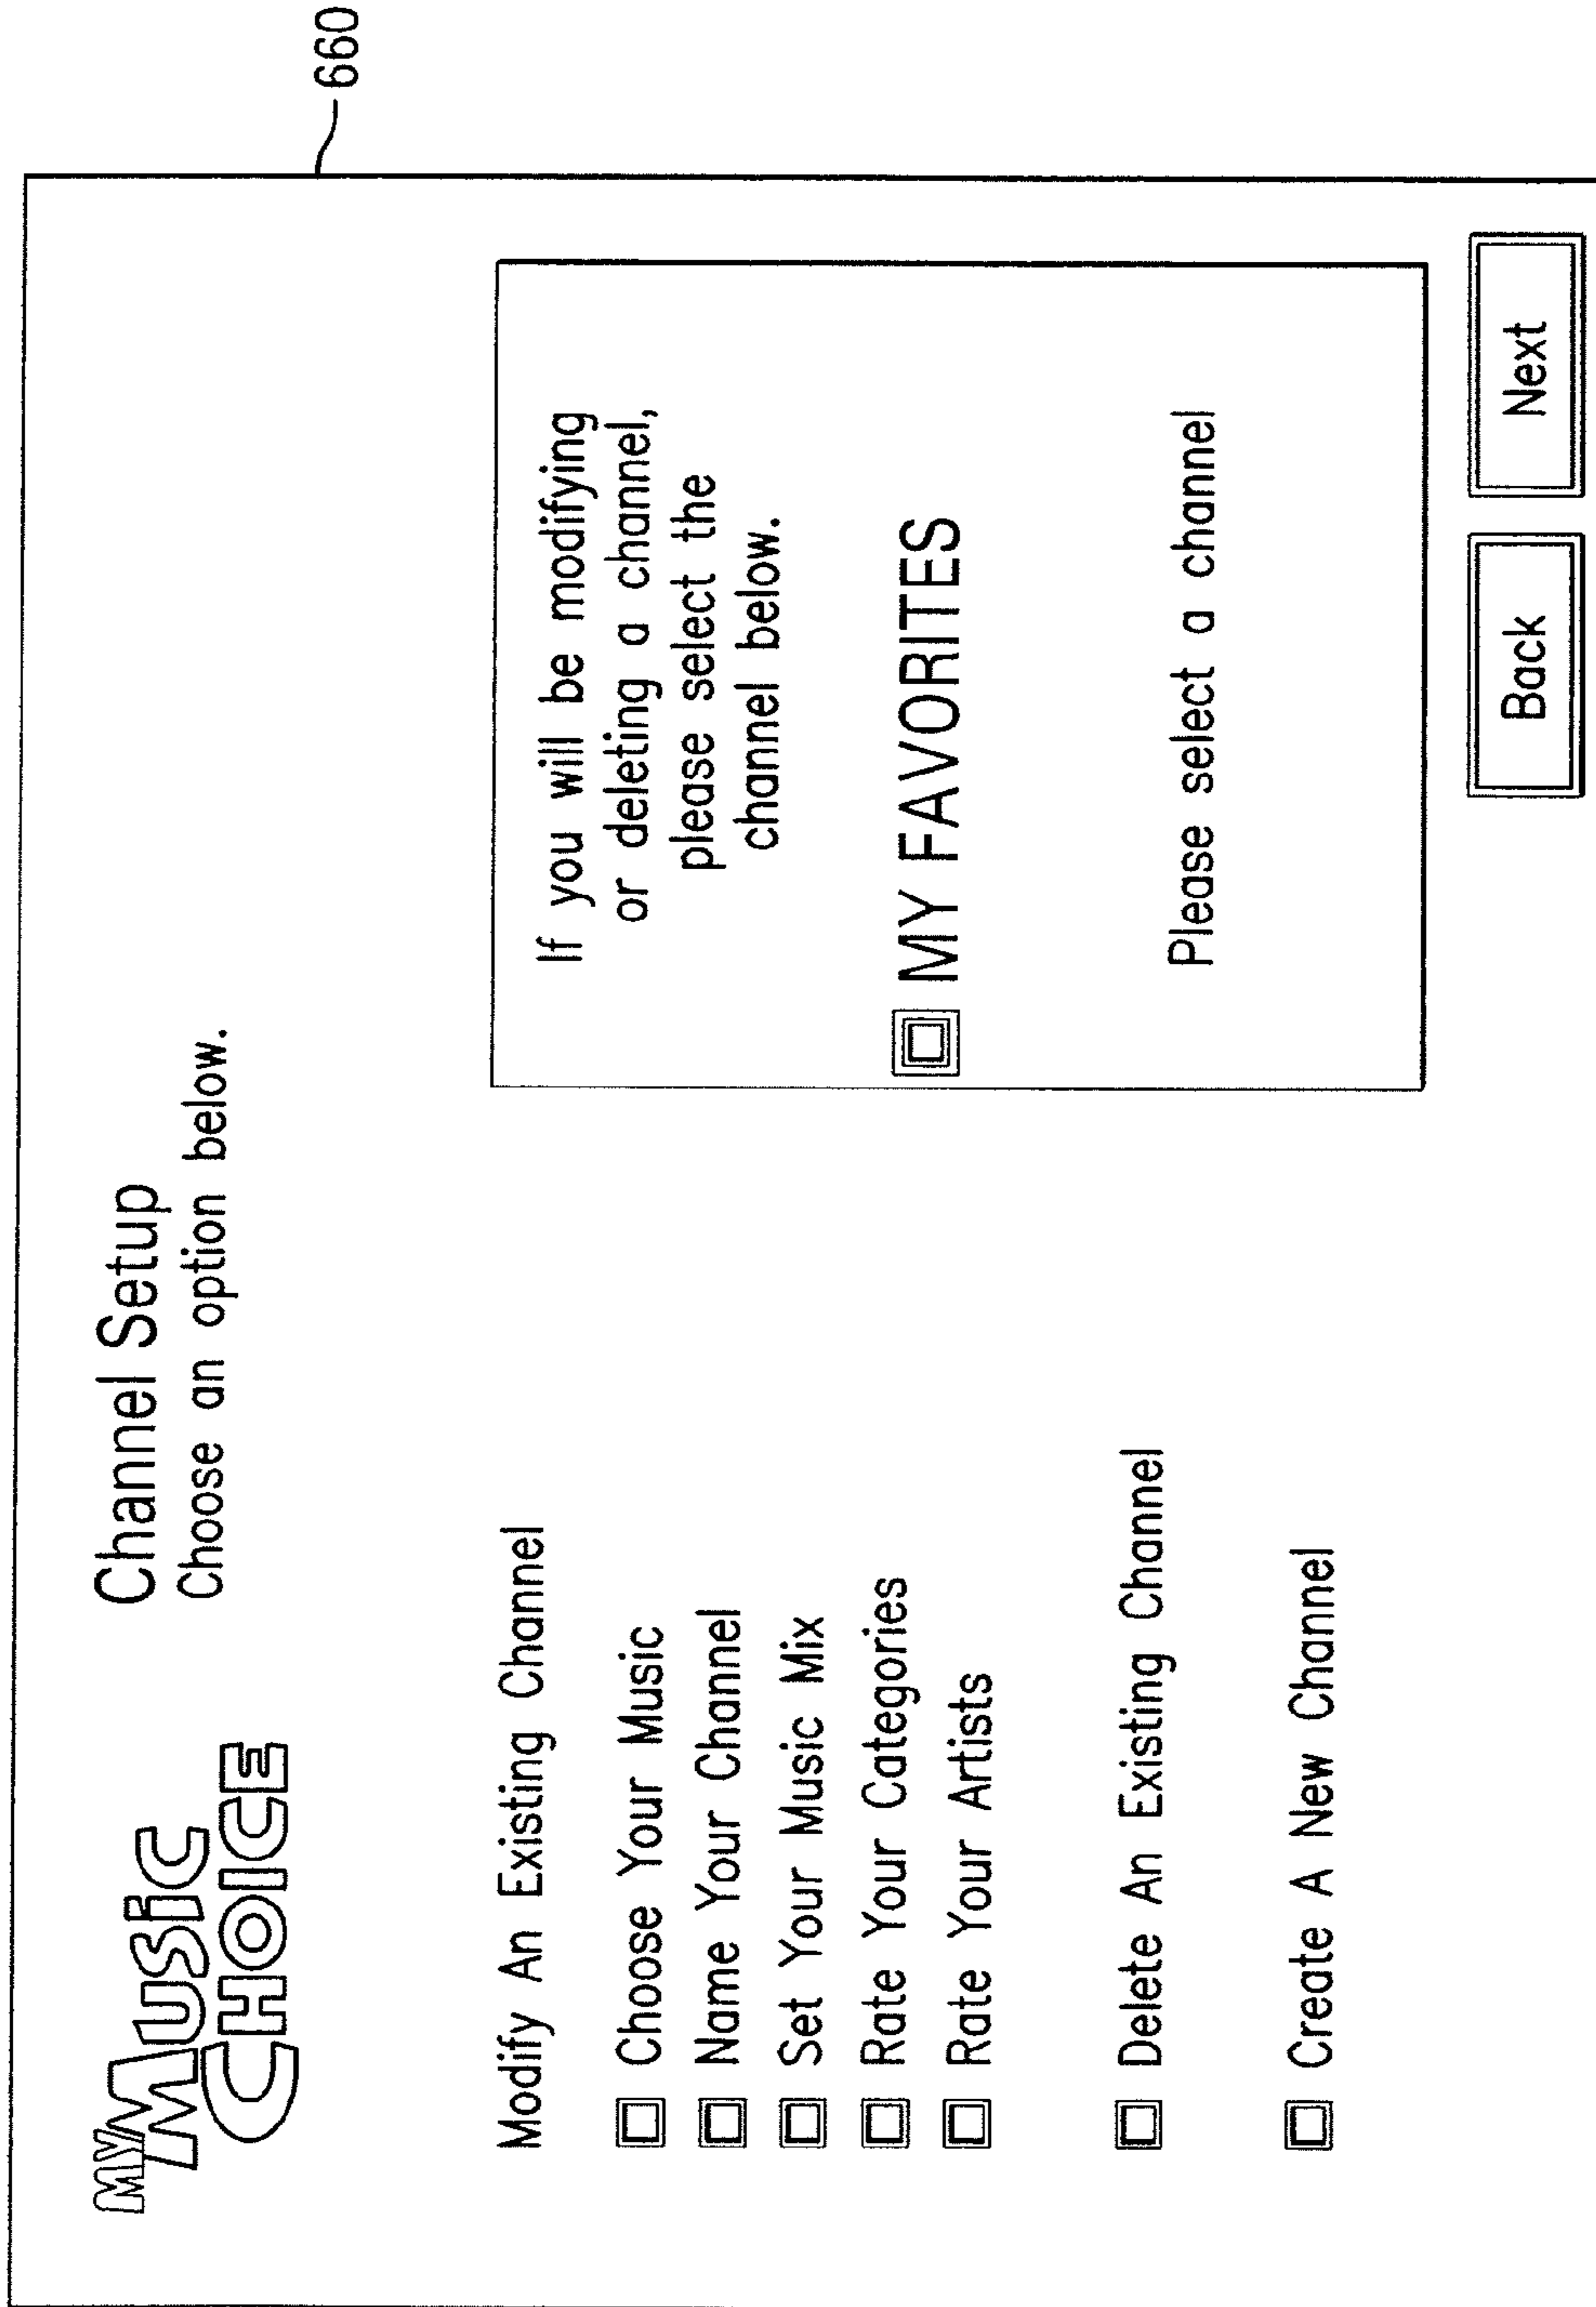 660
MY
MUSIC
CHOICE
Channel Setup
Choose an option below.
Modify An Existing Channel
Choose Your Music
Name Your Channel
Set Your Music Mix
Rate Your Categories
Rate Your Artists
Delete An Existing Channel
Create A New Channel
If you will be modifying
or deleting a channel,
please select the
channel below.
MY FAVORITES
Please select a channel
Back
Next